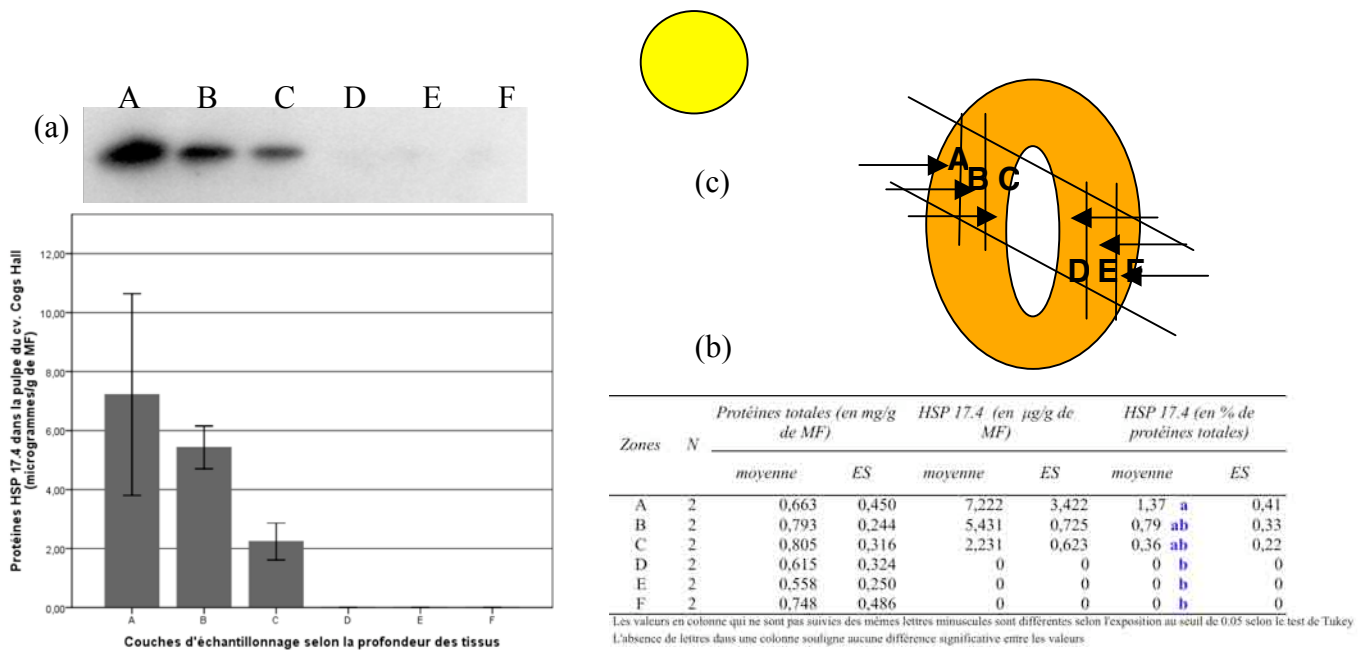 A B C D E F
(a)
Protéines HSP 17.4 dans la pulpe du cv. Cogs Hall
(microgrammes/g de MF)
12,00
10,00
8,00
6,00
4,00
2,00
0,00
A B C D E F
Couches d'échantillonnage selon la profondeur des tissus
(c)
A
B C
D E F
(b)
Zones N Protéines totales (en mg/g de MF) HSP 17.4 (en µg/g de MF) HSP 17.4 (en % de protéines totales)
moyenne ES moyenne ES moyenne ES
A 2 0,663 0,450 7,222 3,422 1,37 a 0,41
B 2 0,793 0,244 5,431 0,725 0,79 ab 0,33
C 2 0,805 0,316 2,231 0,623 0,36 ab 0,22
D 2 0,615 0,324 0 0 0 b 0
E 2 0,558 0,250 0 0 0 b 0
F 2 0,748 0,486 0 0 0 b 0
Les valeurs en colonne qui ne sont pas suivies des mêmes lettres minuscules sont différentes selon l'exposition au seuil de 0.05 selon le test de Tukey
L'absence de lettres dans une colonne souligne aucune différence significative entre les valeurs